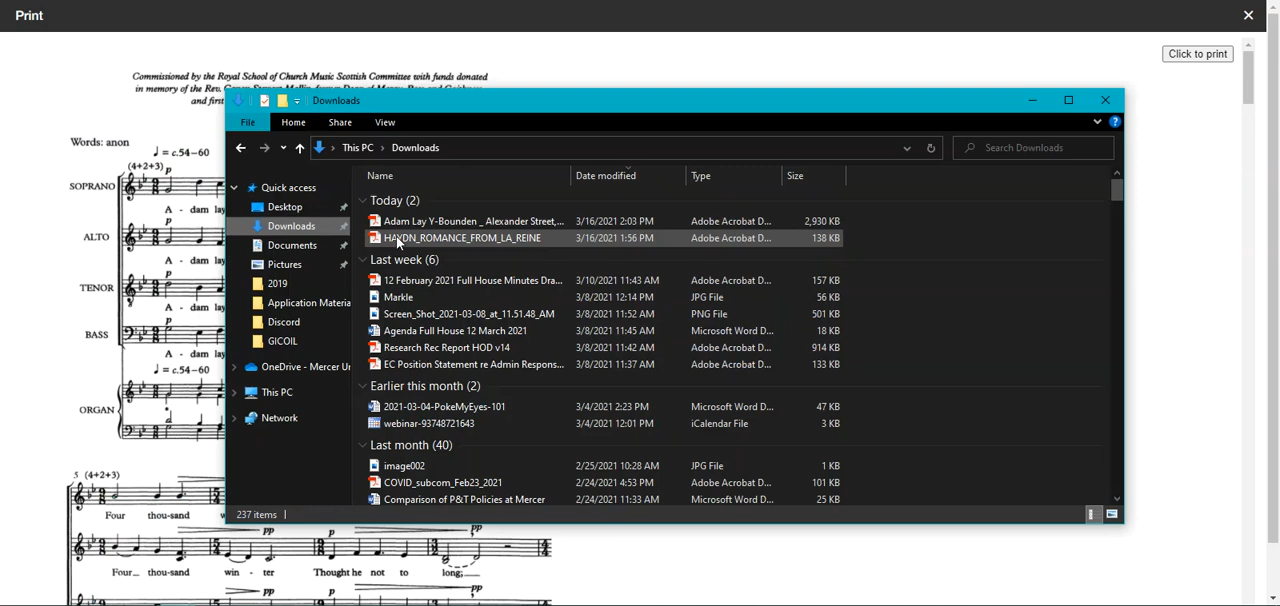 Print
Click to print
Commissioned by the Royal School of Church Music Scottish Committee with funds donated
in memory of the Rev.
and first
Words: anon
♩ = c.54–60
(4+2+3) p
SOPRANO
A - dam lay
p
ALTO
A - dam lay
p
TENOR
A - dam lay
p
BASS
A - dam lay
♩ = c.54–60
ORGAN
5 (4+2+3)
Four thou-sand w
pp p pp
Four_ thou-sand win - ter Thought he not to long;
pp p pp
Downloads
File Home Share View
This PC > Downloads
Search Downloads
Quick access
Desktop
Downloads
Documents
Pictures
2019
Application Materia
Discord
GICOIL
OneDrive - Mercer Ur
This PC
Network
Name Date modified Type Size
Today (2)
Adam Lay Y-Bounden _ Alexander Street,... 3/16/2021 2:03 PM Adobe Acrobat D... 2,930 KB
HAYDN_ROMANCE_FROM_LA_REINE 3/16/2021 1:56 PM Adobe Acrobat D... 138 KB
Last week (6)
12 February 2021 Full House Minutes Dra... 3/10/2021 11:43 AM Adobe Acrobat D... 157 KB
Markle 3/8/2021 12:14 PM JPG File 56 KB
Screen_Shot_2021-03-08_at_11.51.48_AM 3/8/2021 11:52 AM PNG File 501 KB
Agenda Full House 12 March 2021 3/8/2021 11:45 AM Microsoft Word D... 18 KB
Research Rec Report HOD v14 3/8/2021 11:42 AM Adobe Acrobat D... 914 KB
EC Position Statement re Admin Respons... 3/8/2021 11:37 AM Adobe Acrobat D... 133 KB
Earlier this month (2)
2021-03-04-PokeMyEyes-101 3/4/2021 2:23 PM Microsoft Word D... 47 KB
webinar-93748721643 3/4/2021 12:01 PM iCalendar File 3 KB
Last month (40)
image002 2/25/2021 10:28 AM JPG File 1 KB
COVID_subcom_Feb23_2021 2/24/2021 4:53 PM Adobe Acrobat D... 101 KB
Comparison of P&T Policies at Mercer 2/24/2021 11:33 AM Microsoft Word D... 25 KB
237 items